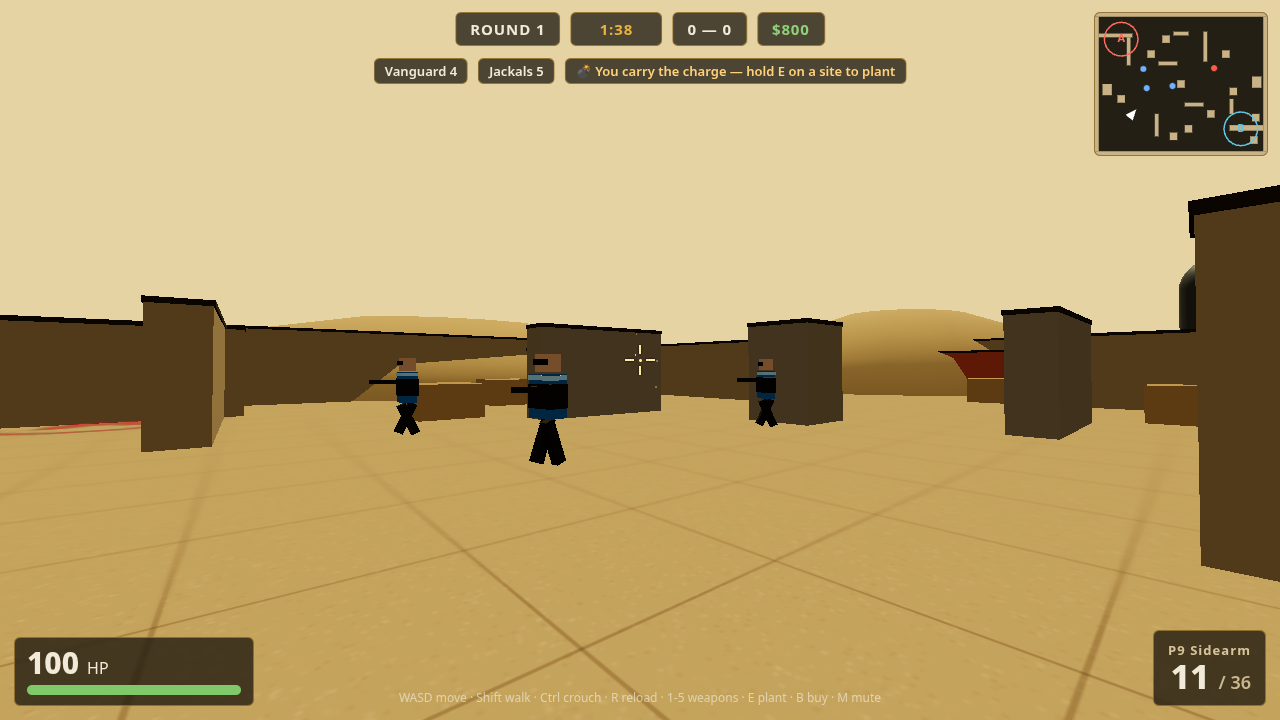 ROUND 1
1:38
0 — 0
$800
Vanguard 4
Jackals 5
💣 You carry the charge — hold E on a site to plant
A
100 HP
P9 Sidearm
11 / 36
WASD move · Shift walk · Ctrl crouch · R reload · 1-5 weapons · E plant · B buy · M mute